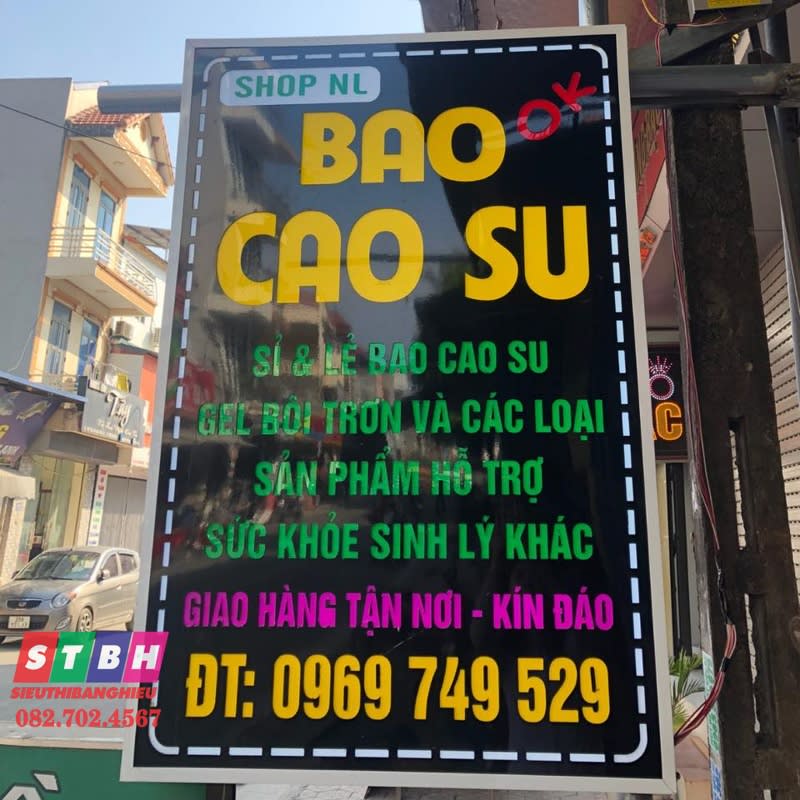 SHOP NL
BAO OK
CAO SU
SỈ & LẺ BAO CAO SU
GEL BÔI TRƠN VÀ CÁC LOẠI
SẢN PHẨM HỖ TRỢ
SỨC KHỎE SINH LÝ KHÁC
GIAO HÀNG TẬN NƠI - KÍN ĐÁO
ĐT: 0969 749 529
STBH
SIEUTHIBANGHIEU
082.702.4567